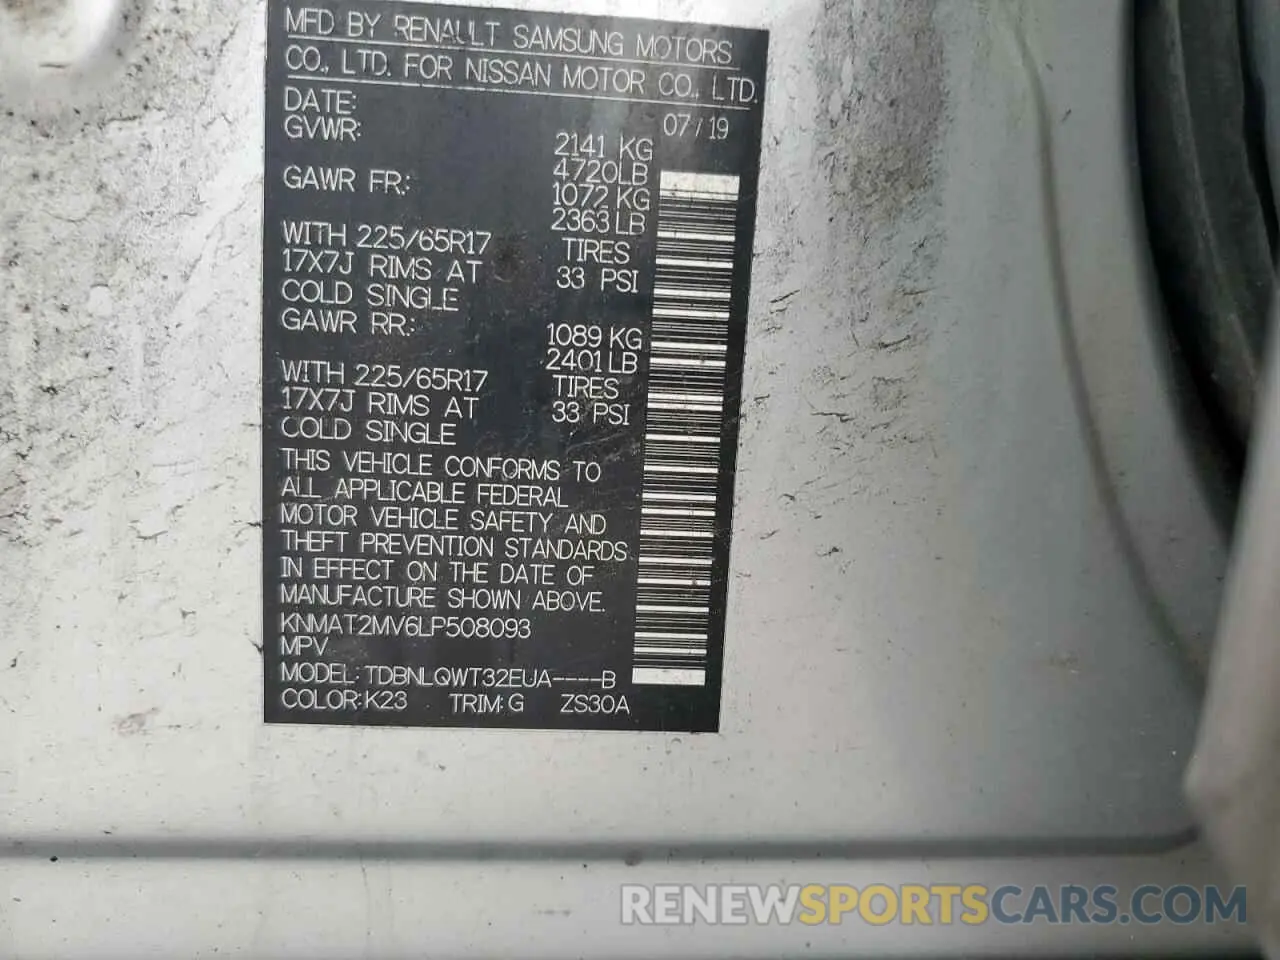 MFD BY RENAULT SAMSUNG MOTORS
CO., LTD. FOR NISSAN MOTOR CO., LTD.
DATE: 07/19
GVWR: 2141 KG
4720LB
GAWR FR.: 1072 KG
2363 LB
WITH 225/65R17 TIRES
17X7J RIMS AT 33 PSI
COLD SINGLE
GAWR RR.: 1089 KG
2401 LB
WITH 225/65R17 TIRES
17X7J RIMS AT 33 PSI
COLD SINGLE
THIS VEHICLE CONFORMS TO
ALL APPLICABLE FEDERAL
MOTOR VEHICLE SAFETY AND
THEFT PREVENTION STANDARDS
IN EFFECT ON THE DATE OF
MANUFACTURE SHOWN ABOVE.
KNMAT2MV6LP508093
MPV
MODEL: TDBNLQWT32EUA----B
COLOR:K23 TRIM:G ZS30A
RENEWSPORTSCARS.COM